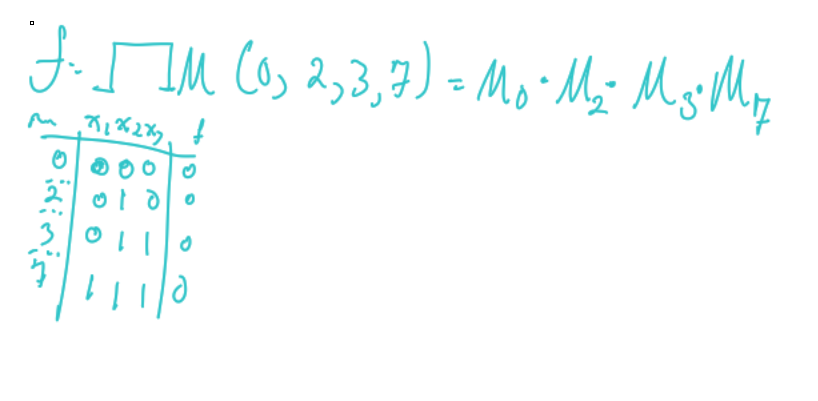 f = ∏M (0, 2, 3, 7) = M₀ · M₂ · M₃ · M₇
m x₁ x₂ x₃ f
0 0 0 0 0
2 0 1 0 0
3 0 1 1 0
7 1 1 1 0